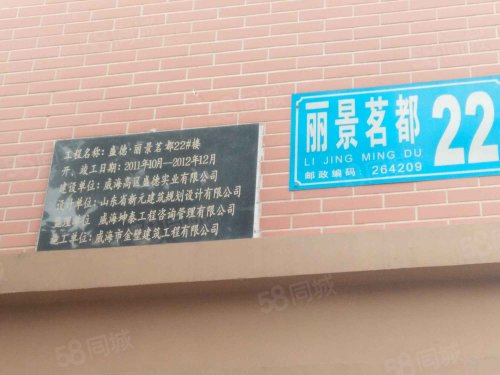 工程名称：盛德·丽景茗都22#楼
开、竣工日期：2011年10月—2012年12月
建设单位：威海高区盛德实业有限公司
设计单位：山东省新元建筑规划设计有限公司
监理单位 威海坤泰工程咨询管理有限公司
施工单位：威海市金璧建筑工程有限公司
丽景茗都 22
LI JING MING DU
邮政编码：264209
58同城
58同城